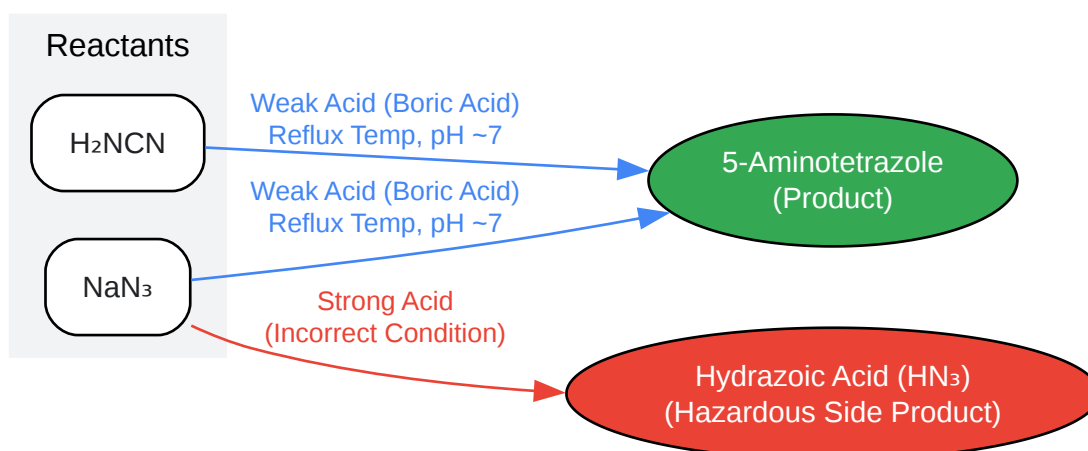 Reactants
H₂NCN
NaN₃
Weak Acid (Boric Acid)
Reflux Temp, pH ~7
Weak Acid (Boric Acid)
Reflux Temp, pH ~7
Strong Acid
(Incorrect Condition)
5-Aminotetrazole
(Product)
Hydrazoic Acid (HN₃)
(Hazardous Side Product)